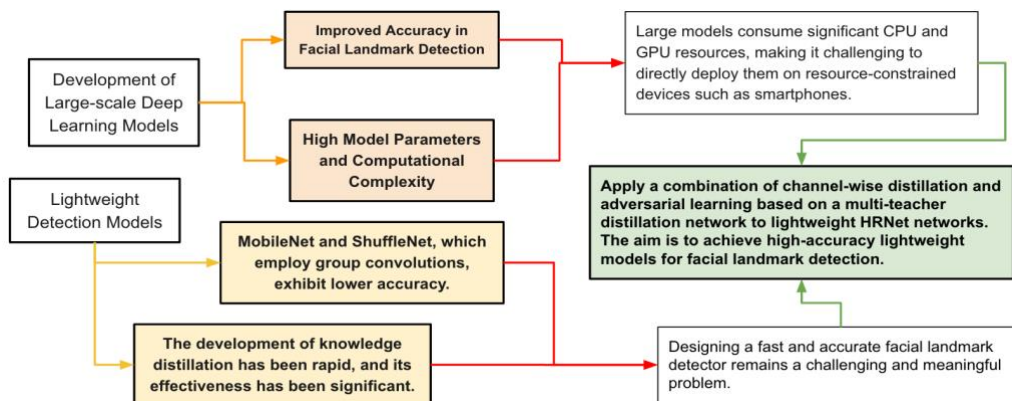 Improved Accuracy in
Facial Landmark Detection
Large models consume significant CPU and
GPU resources, making it challenging to
directly deploy them on resource-constrained
devices such as smartphones.
Development of
Large-scale Deep
Learning Models
High Model Parameters
and Computational
Complexity
Lightweight
Detection Models
Apply a combination of channel-wise distillation and
adversarial learning based on a multi-teacher
distillation network to lightweight HRNet networks.
The aim is to achieve high-accuracy lightweight
models for facial landmark detection.
MobileNet and ShuffleNet, which
employ group convolutions,
exhibit lower accuracy.
The development of knowledge
distillation has been rapid, and its
effectiveness has been significant.
Designing a fast and accurate facial landmark
detector remains a challenging and meaningful
problem.